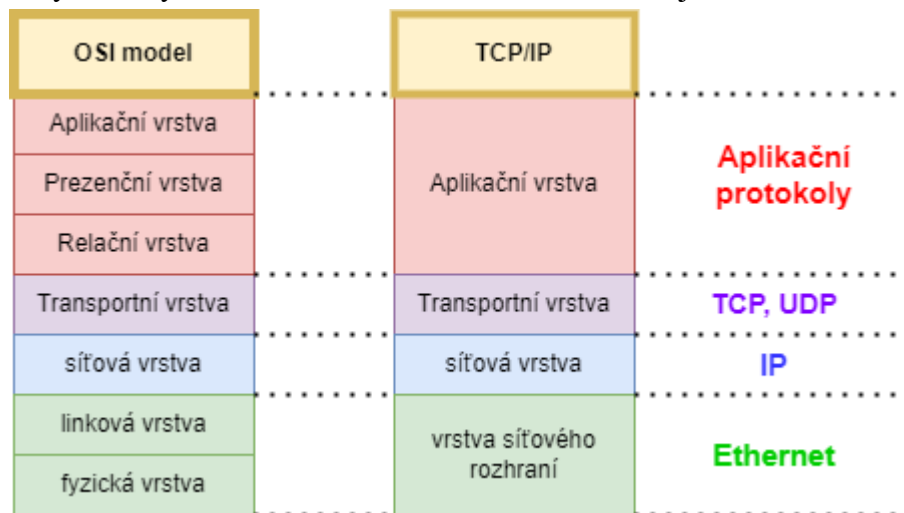 OSI model
TCP/IP
Aplikační vrstva
Prezenční vrstva
Relační vrstva
Aplikační vrstva
Aplikační
protokoly
Transportní vrstva
Transportní vrstva
TCP, UDP
síťová vrstva
síťová vrstva
IP
linková vrstva
fyzická vrstva
vrstva síťového
rozhraní
Ethernet